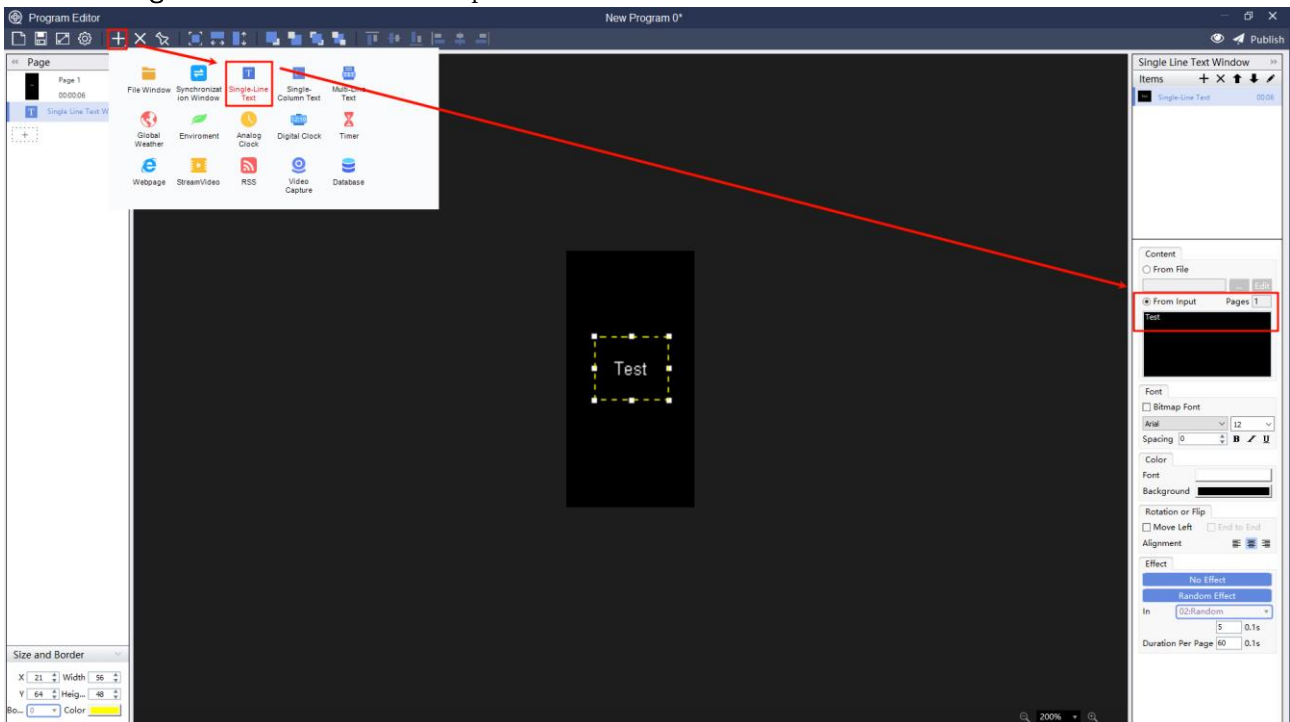 Program Editor
New Program 0*
Publish
Page
Page 1
00:00:06
Single Line Text W
File Window
Synchronizat
ion Window
Single-Line
Text
Single-
Column Text
Multi-Line
Text
Global
Weather
Enviroment
Analog
Clock
Digital Clock
Timer
Webpage
StreamVideo
RSS
Video
Capture
Database
Test
Single Line Text Window
Items
Single-Line Text 00:06
Content
From File
... Edit
From Input Pages 1
Test
Font
Bitmap Font
Arial 12
Spacing 0 B I U
Color
Font
Background
Rotation or Flip
Move Left End to End
Alignment
Effect
No Effect
Random Effect
In 02:Random
5 0.1s
Duration Per Page 60 0.1s
Size and Border
X 21 Width 56
Y 64 Heig... 48
Bo... 0 Color
200%